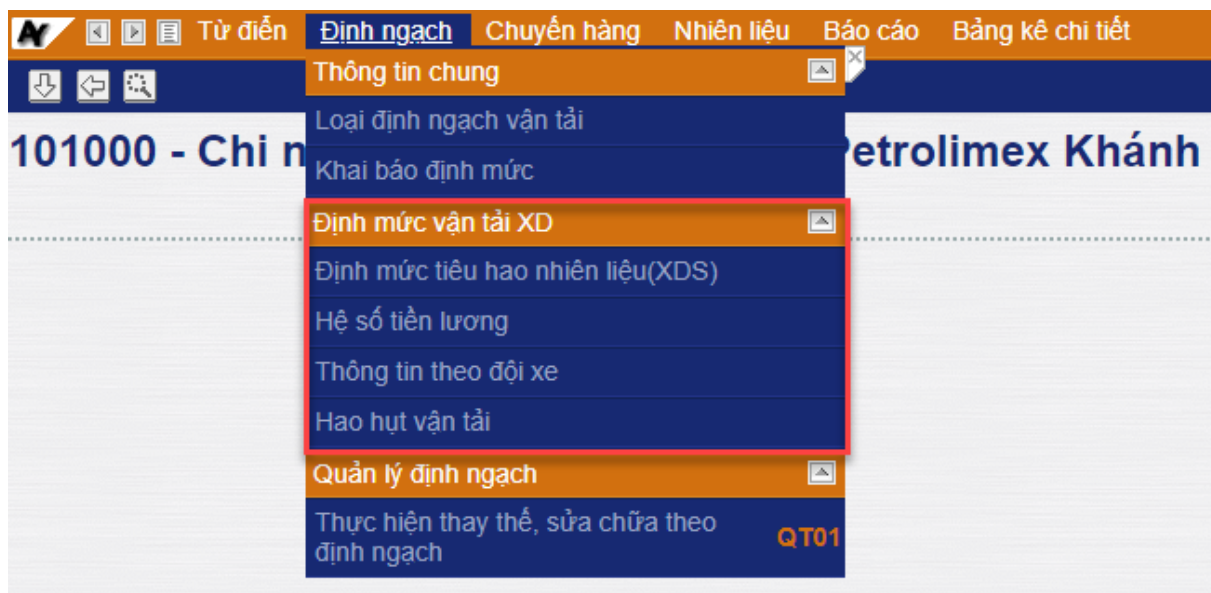 Từ điển Định ngạch Chuyến hàng Nhiên liệu Báo cáo Bảng kê chi tiết
Thông tin chung
Loại định ngạch vận tải
101000 - Chi n etrolimex Khánh
Khai báo định mức
Định mức vận tải XD
Định mức tiêu hao nhiên liệu(XDS)
Hệ số tiền lương
Thông tin theo đội xe
Hao hụt vận tải
Quản lý định ngạch
Thực hiện thay thế, sửa chữa theo QT01
định ngạch